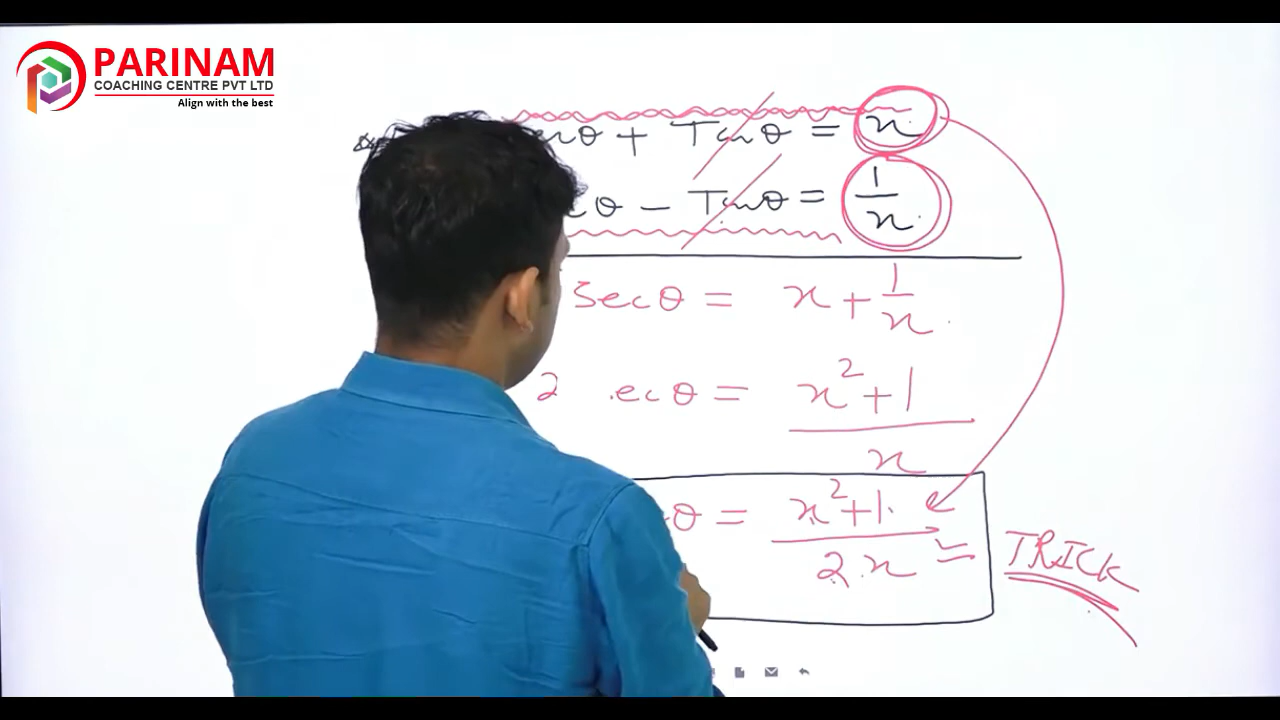 PARINAM
COACHING CENTRE PVT LTD
Align with the best
θ + Tanθ = x
θ - Tanθ = 1/x
Secθ = x + 1/x
2 ecθ = x²+1 / x
θ = x²+1 / 2.x
TRICK